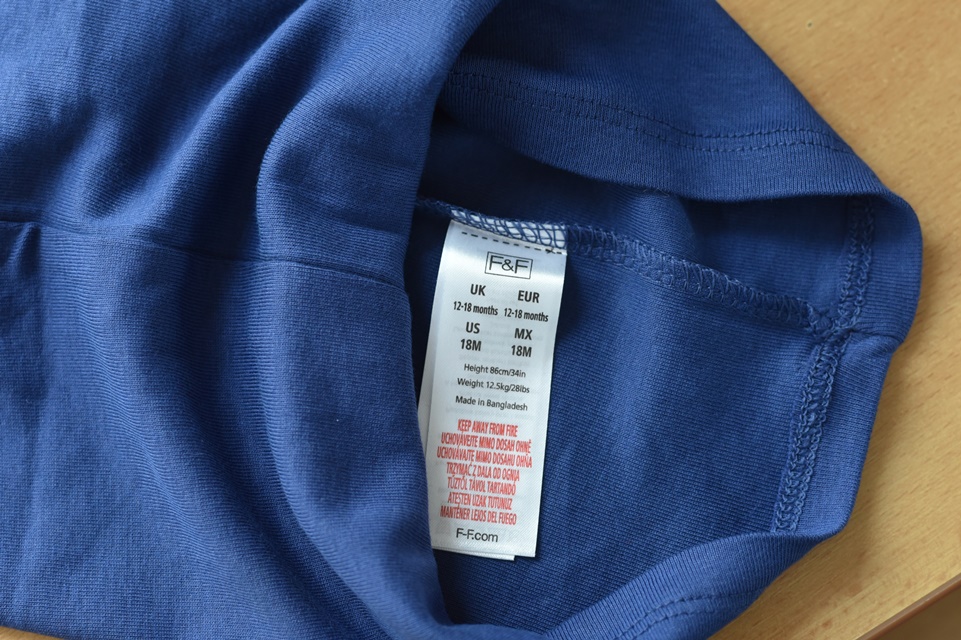 F&F
UK EUR
12-18 months 12-18 months
US MX
18M 18M
Height 86cm/34in
Weight 12.5kg/28lbs
Made in Bangladesh
KEEP AWAY FROM FIRE
UCHOVÁVEJTE MIMO DOSAH OHNĚ
UCHOVÁVAJTE MIMO DOSAHU OHŇA
TRZYMAĆ Z DALA OD OGNIA
TŰZTŐL TÁVOL TARTANDÓ
ATEŞTEN UZAK TUTUNUZ
MANTENER LEJOS DEL FUEGO
F-F.com